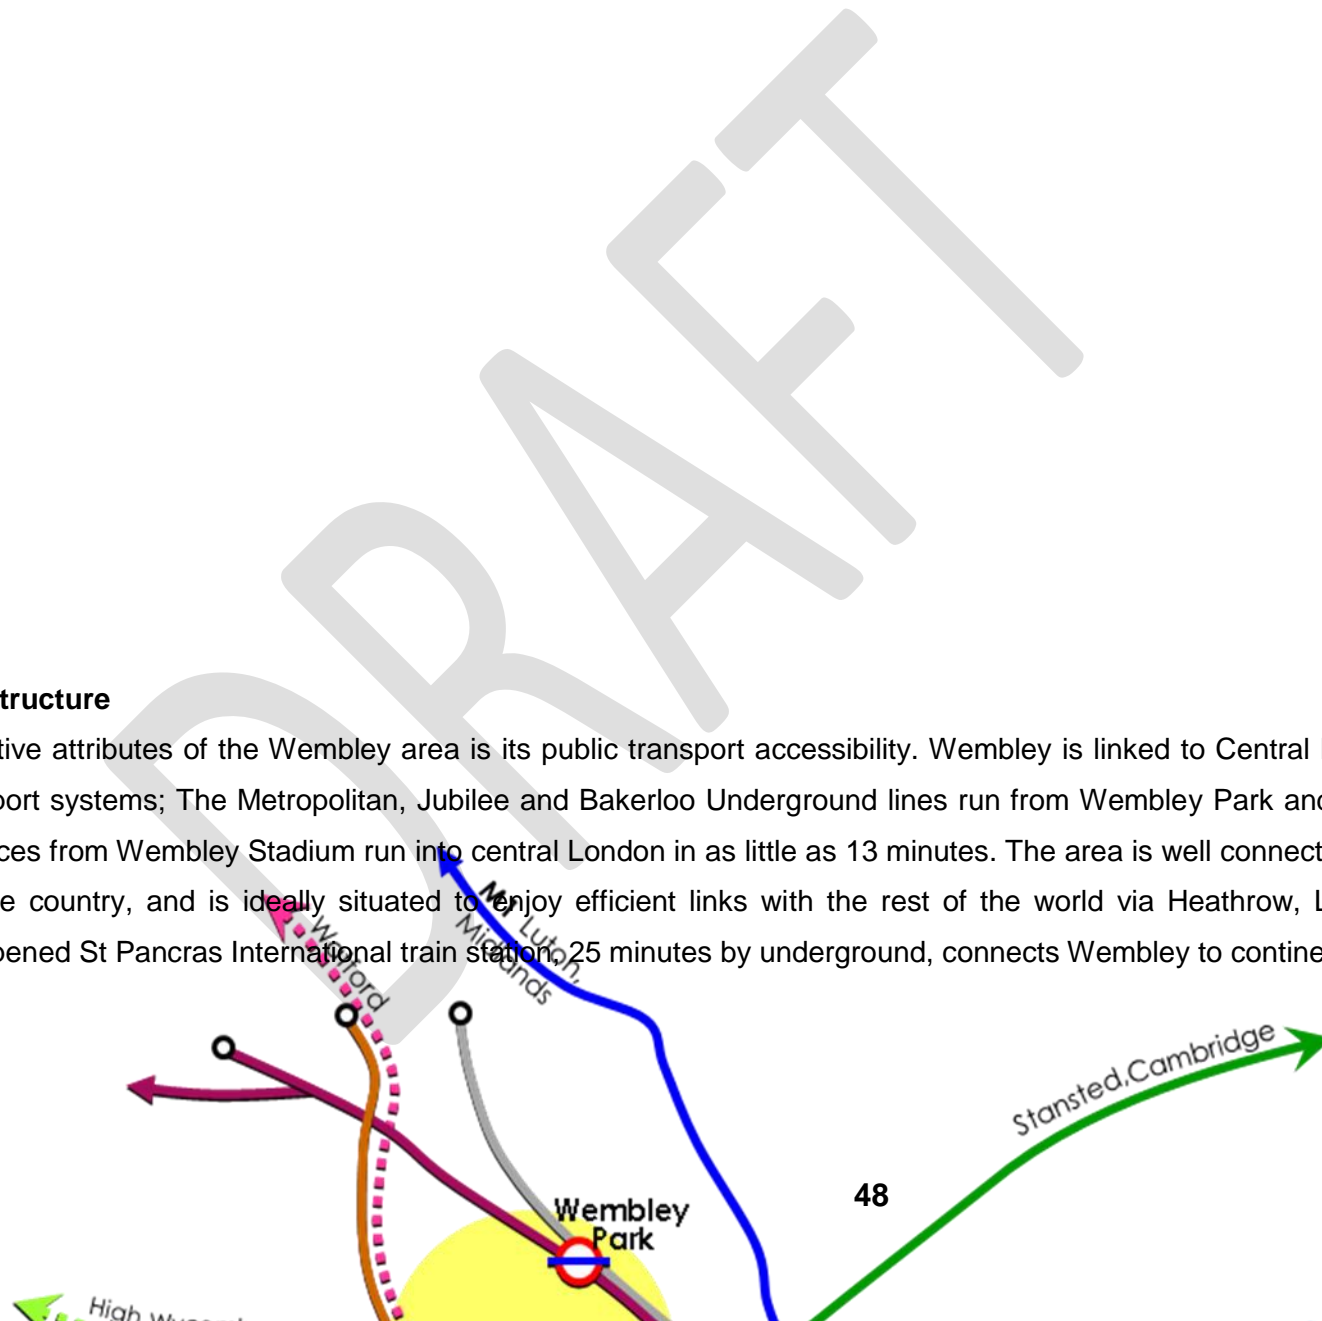 DRAFT
tructure
tive attributes of the Wembley area is its public transport accessibility. Wembley is linked to Central
port systems; The Metropolitan, Jubilee and Bakerloo Underground lines run from Wembley Park and
ces from Wembley Stadium run into central London in as little as 13 minutes. The area is well connect
e country, and is ideally situated to enjoy efficient links with the rest of the world via Heathrow, L
pened St Pancras International train station, 25 minutes by underground, connects Wembley to contine
M1 Luton,
Midlands
Watford
Stansted,Cambridge
48
Wembley
Park
High